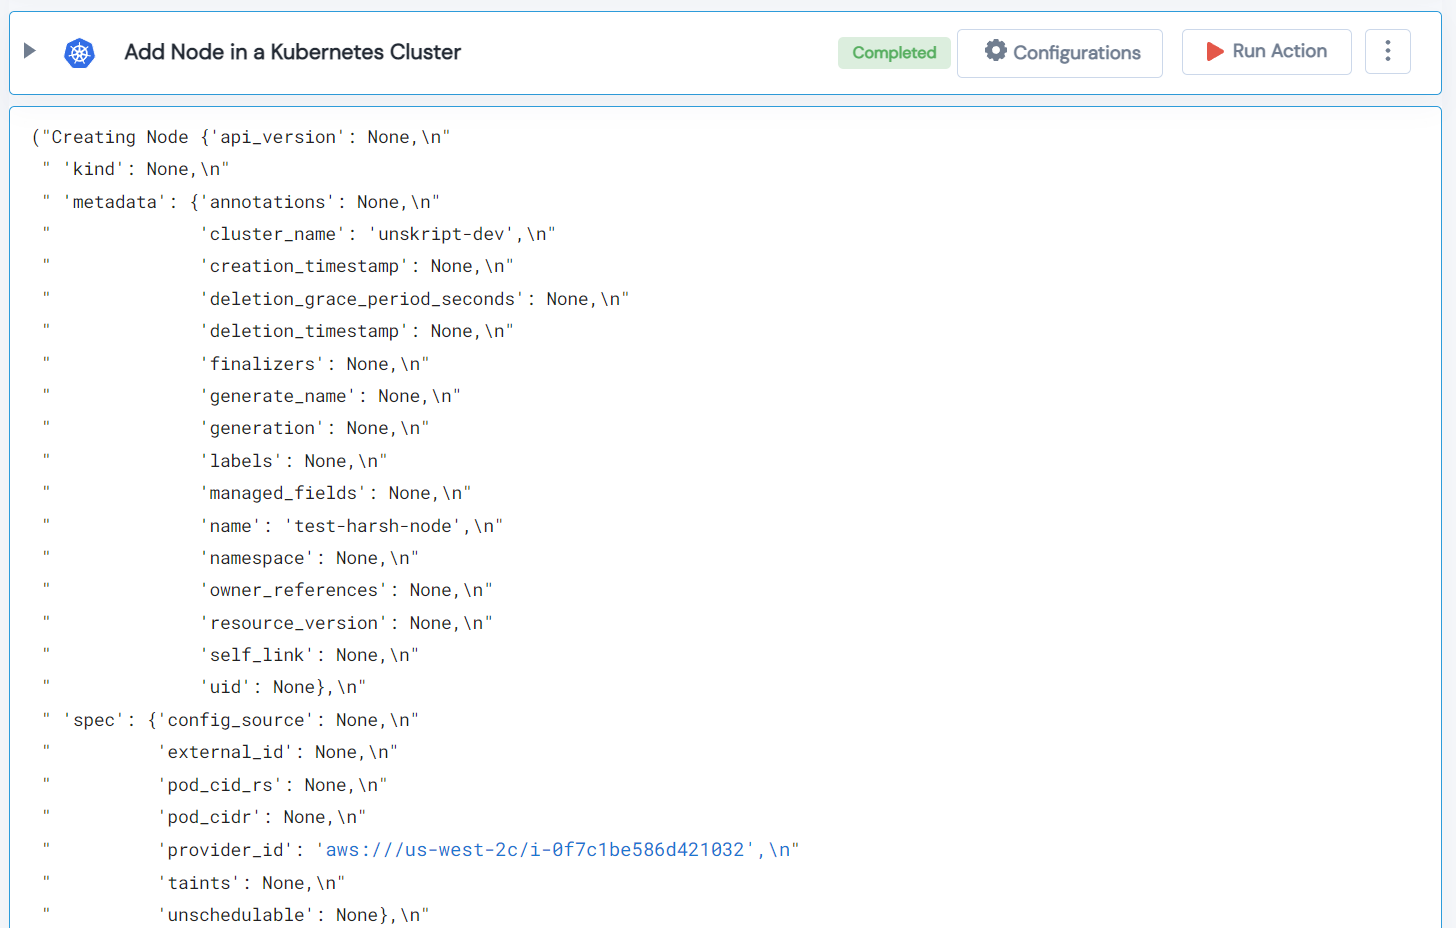 Add Node in a Kubernetes Cluster
Completed
Configurations
Run Action
("Creating Node {'api_version': None,\n"
" 'kind': None,\n"
" 'metadata': {'annotations': None,\n"
"              'cluster_name': 'unskript-dev',\n"
"              'creation_timestamp': None,\n"
"              'deletion_grace_period_seconds': None,\n"
"              'deletion_timestamp': None,\n"
"              'finalizers': None,\n"
"              'generate_name': None,\n"
"              'generation': None,\n"
"              'labels': None,\n"
"              'managed_fields': None,\n"
"              'name': 'test-harsh-node',\n"
"              'namespace': None,\n"
"              'owner_references': None,\n"
"              'resource_version': None,\n"
"              'self_link': None,\n"
"              'uid': None},\n"
" 'spec': {'config_source': None,\n"
"          'external_id': None,\n"
"          'pod_cid_rs': None,\n"
"          'pod_cidr': None,\n"
"          'provider_id': 'aws:///us-west-2c/i-0f7c1be586d421032',\n"
"          'taints': None,\n"
"          'unschedulable': None},\n"